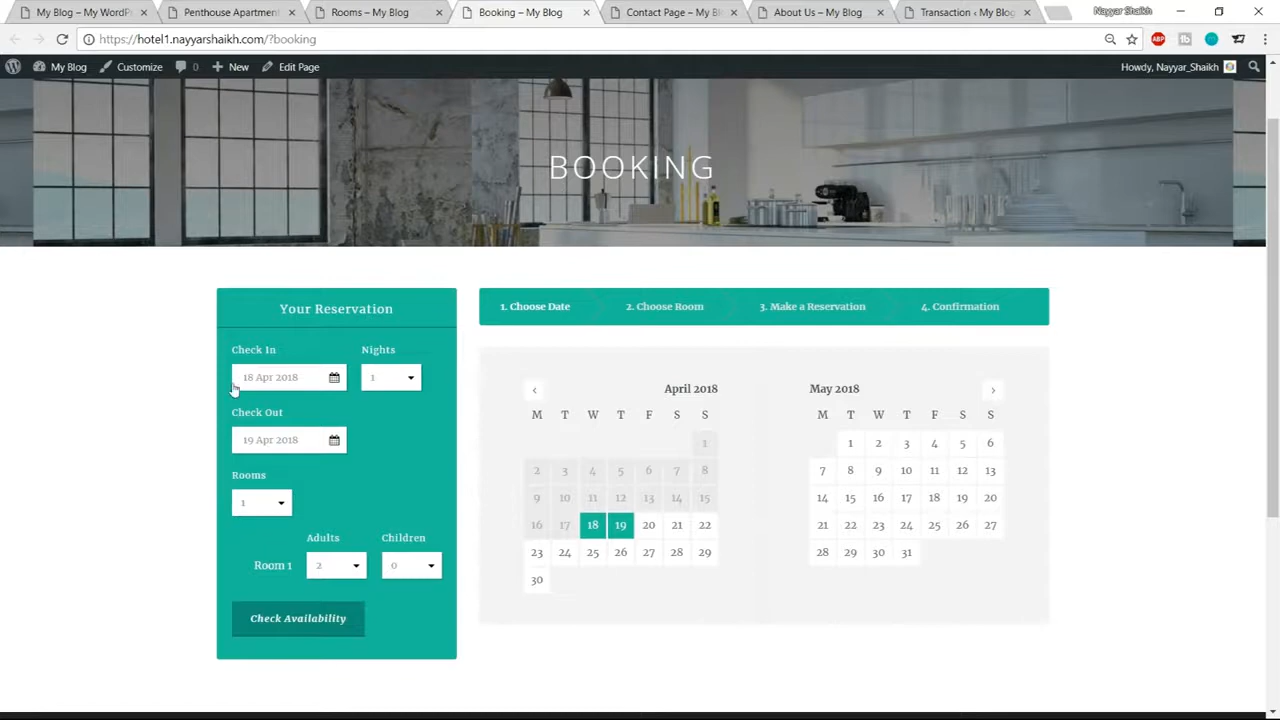 My Blog – My WordP
Penthouse Apartmen
Rooms – My Blog
Booking – My Blog
Contact Page – My Bl
About Us – My Blog
Transaction ‹ My Blog
Nayyar Shaikh
https://hotel1.nayyarshaikh.com/?booking
ABP
My Blog
Customize
0
New
Edit Page
Howdy, Nayyar_Shaikh
BOOKING
Your Reservation
Check In
Nights
18 Apr 2018
1
Check Out
19 Apr 2018
Rooms
1
Adults
Children
Room 1
2
0
Check Availability
1. Choose Date
2. Choose Room
3. Make a Reservation
4. Confirmation
April 2018
M T W T F S S
1
2 3 4 5 6 7 8
9 10 11 12 13 14 15
16 17 18 19 20 21 22
23 24 25 26 27 28 29
30
May 2018
M T W T F S S
1 2 3 4 5 6
7 8 9 10 11 12 13
14 15 16 17 18 19 20
21 22 23 24 25 26 27
28 29 30 31